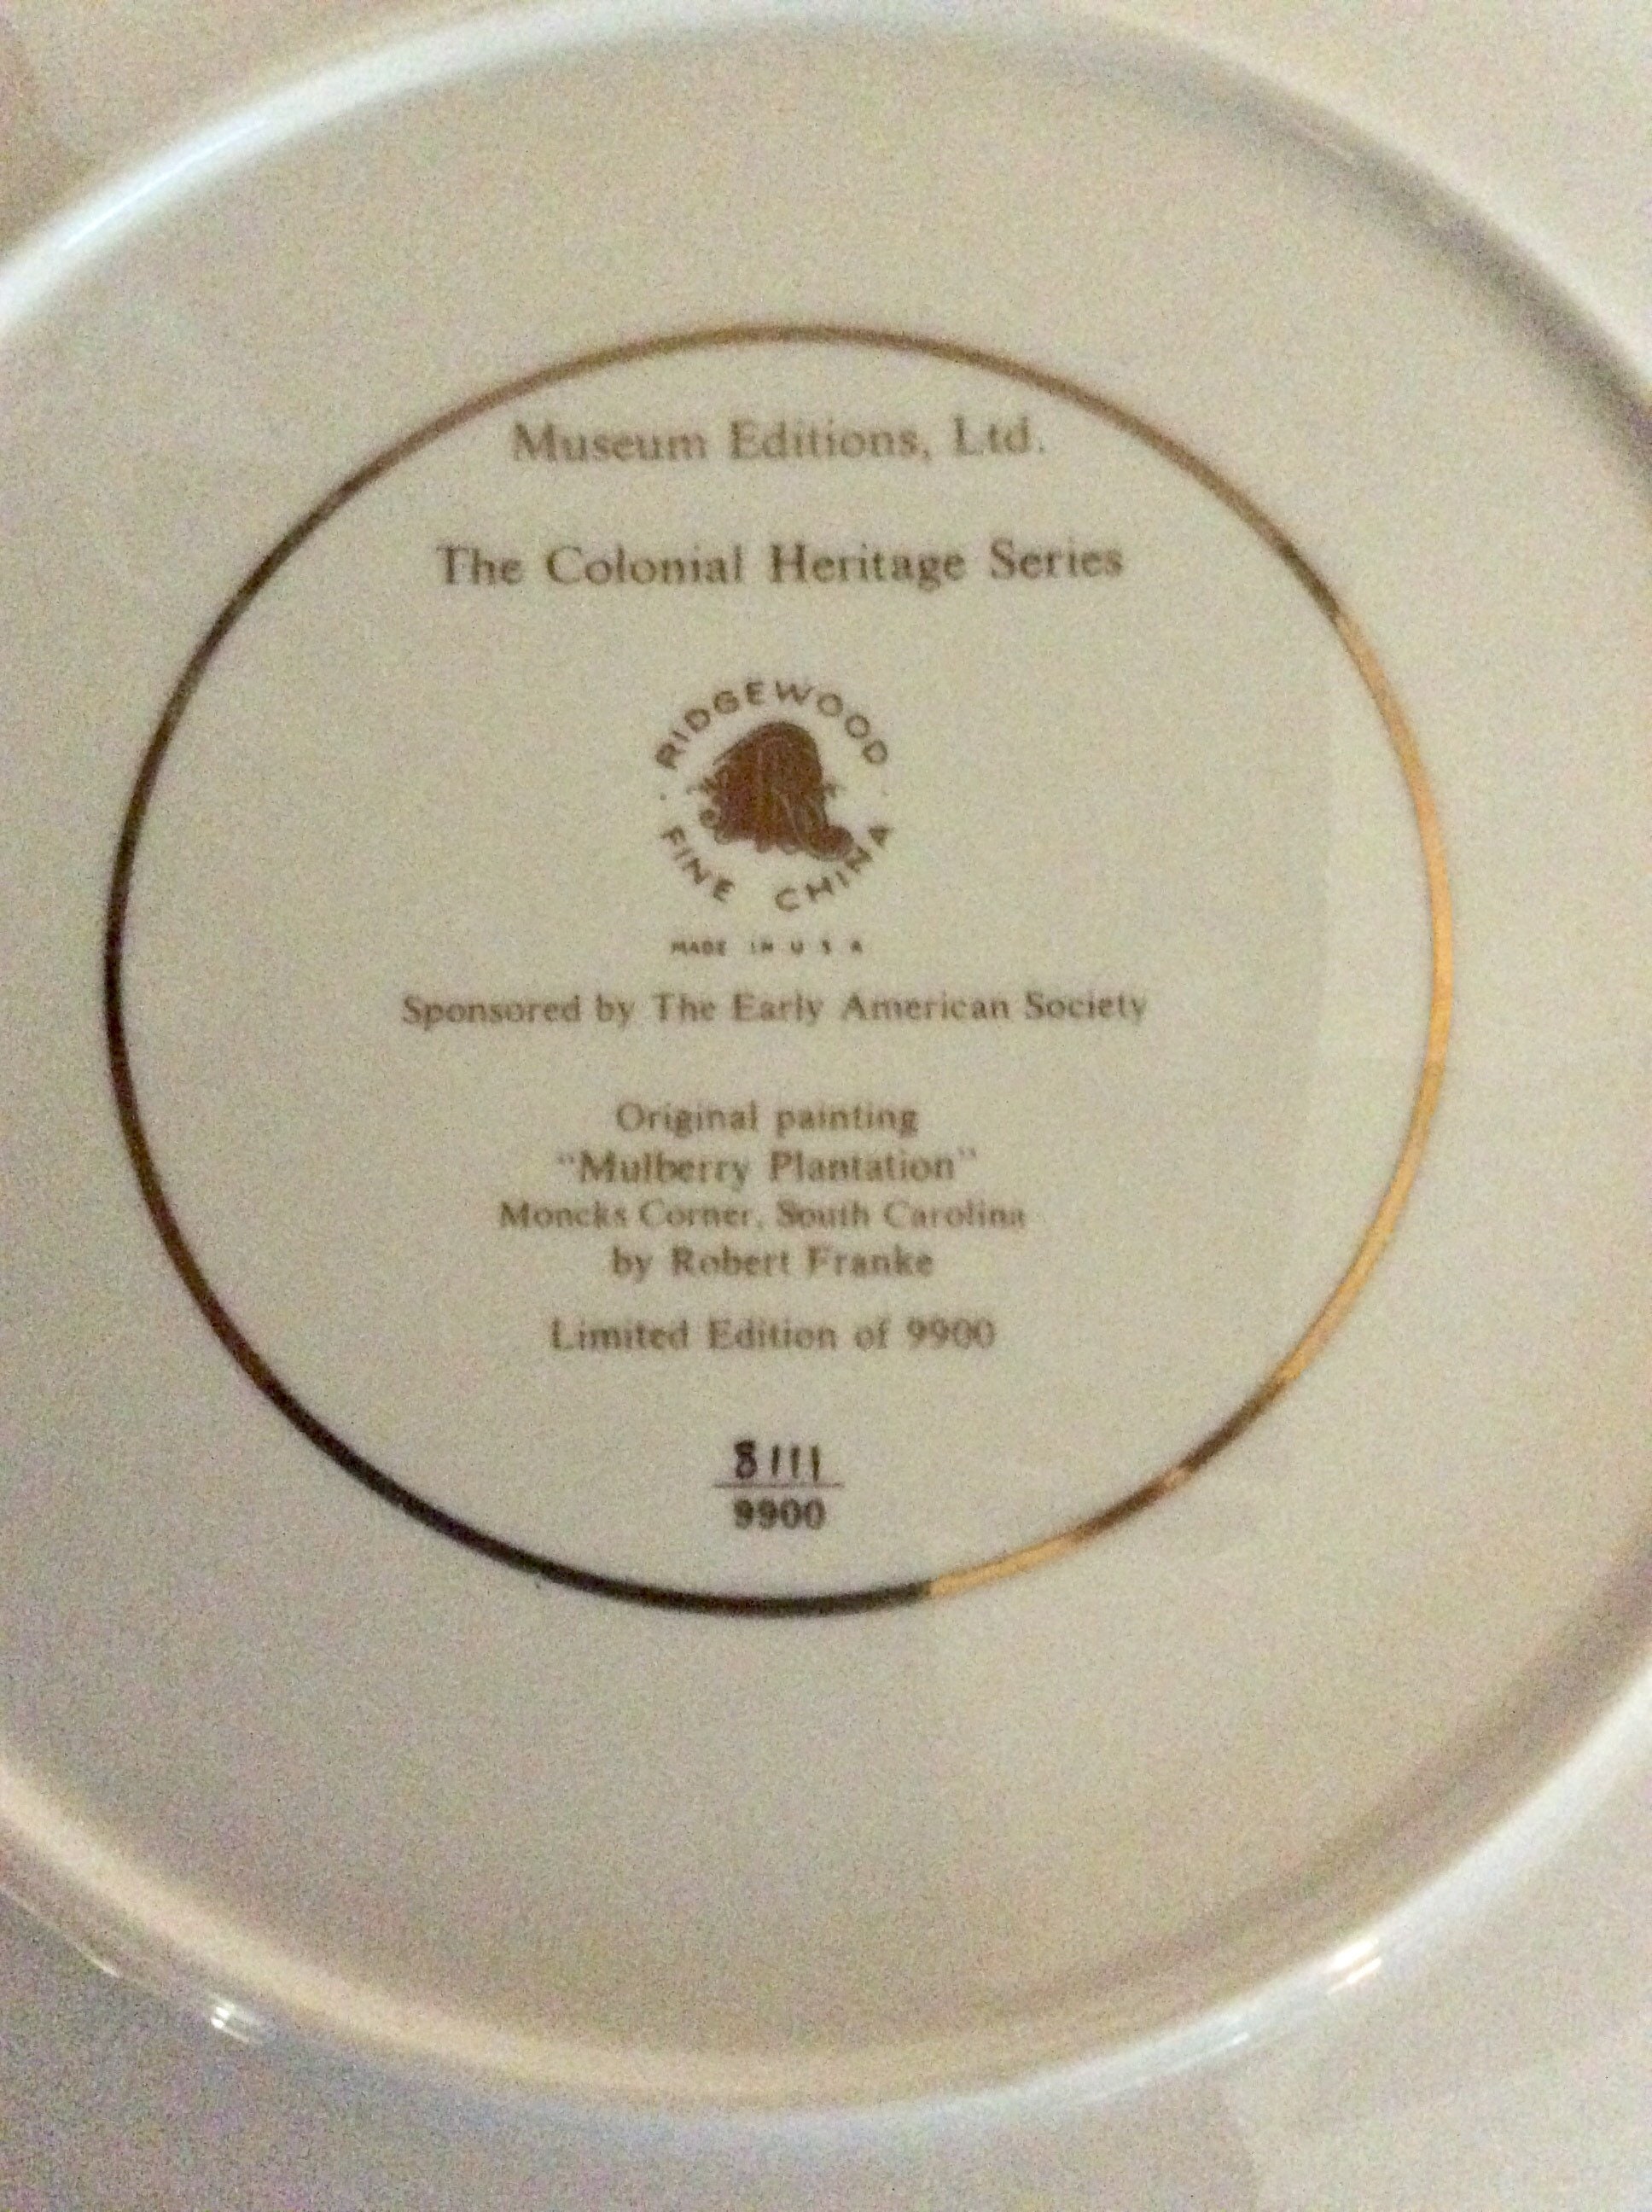 Museum Editions, Ltd.
The Colonial Heritage Series
RIDGEWOOD
FINE CHINA
MADE IN U S A
Sponsored by The Early American Society
Original painting
"Mulberry Plantation"
Moncks Corner, South Carolina
by Robert Franke
Limited Edition of 9900
8111
9900